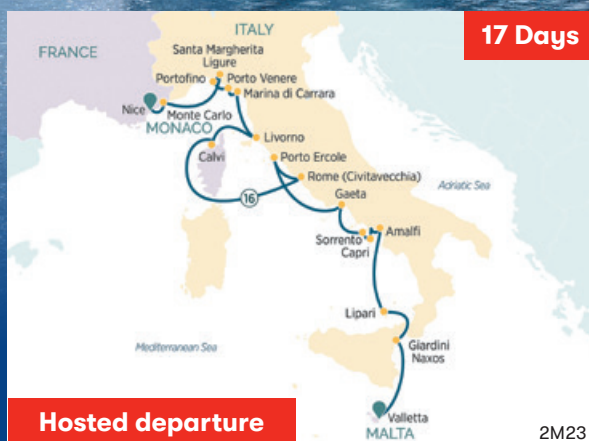 17 Days
FRANCE
ITALY
Santa Margherita
Ligure
Portofino
Porto Venere
Marina di Carrara
Nice
Monte Carlo
MONACO
Livorno
Calvi
Porto Ercole
Rome (Civitavecchia)
Adriatic Sea
16
Gaeta
Amalfi
Sorrento
Capri
Lipari
Mediterranean Sea
Giardini
Naxos
Valletta
MALTA
Hosted departure
2M23